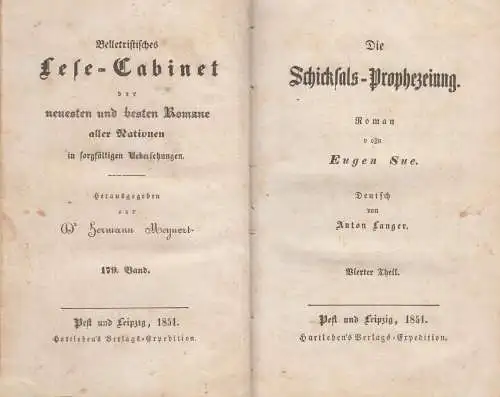 Belletristisches
Lese-Cabinet
der
neuesten und besten Romane
aller Nationen
in sorgfältigen Uebersetzungen.
Herausgegeben
Dr Hermann Meynert.
179. Band.
Pest und Leipzig, 1851.
Hartleben's Verlags-Expedition.
Die
Schicksals-Prophezeiung.
Roman
von
Eugen Sue.
Deutsch
von
Anton Langer.
Vierter Theil.
Pest und Leipzig, 1851.
Hartleben's Verlags-Expedition.